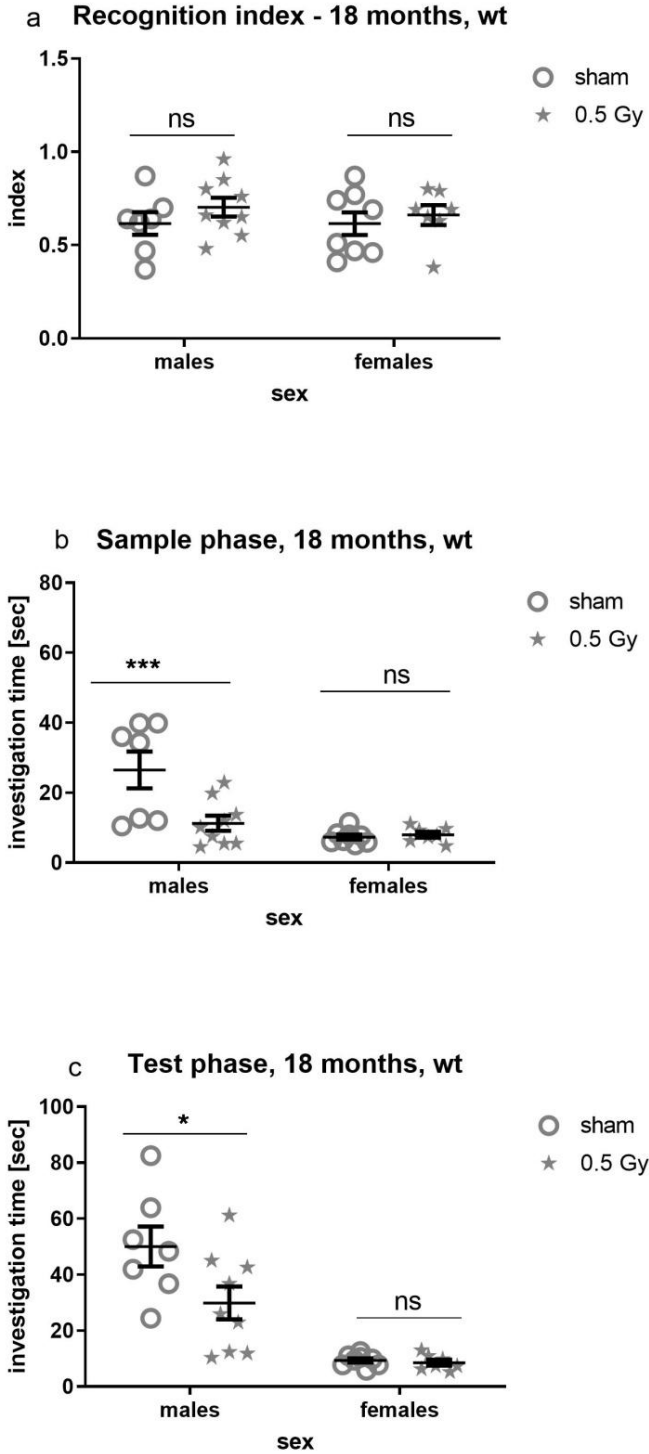 a Recognition index - 18 months, wt
1.5
1.0
0.5
0.0
index
ns
ns
sham
0.5 Gy
males
females
sex
b Sample phase, 18 months, wt
80
60
40
20
0
investigation time [sec]
***
ns
sham
0.5 Gy
males
females
sex
c Test phase, 18 months, wt
100
80
60
40
20
0
investigation time [sec]
*
ns
sham
0.5 Gy
males
females
sex